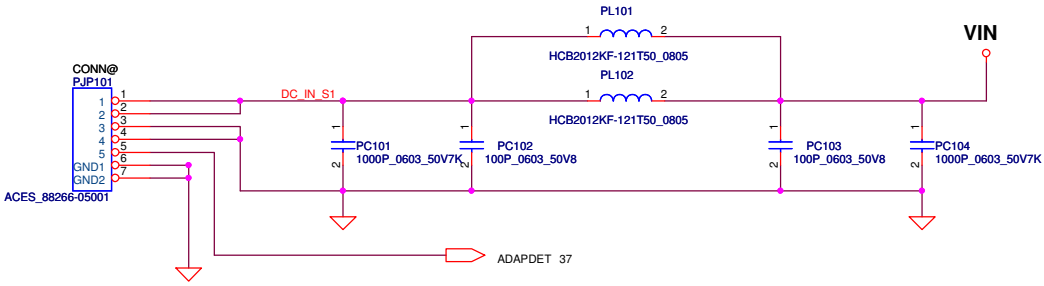 PL101
1 2
HCB2012KF-121T50_0805
VIN
CONN@
PJP101
DC_IN_S1
PL102
1 2
HCB2012KF-121T50_0805
1 1
2 2
3 3
4 4
5 5
GND1 6
GND2 7
ACES_88266-05001
1
2
PC101
1000P_0603_50V7K
1
2
PC102
100P_0603_50V8
1
2
PC103
100P_0603_50V8
1
2
PC104
1000P_0603_50V7K
ADAPDET 37